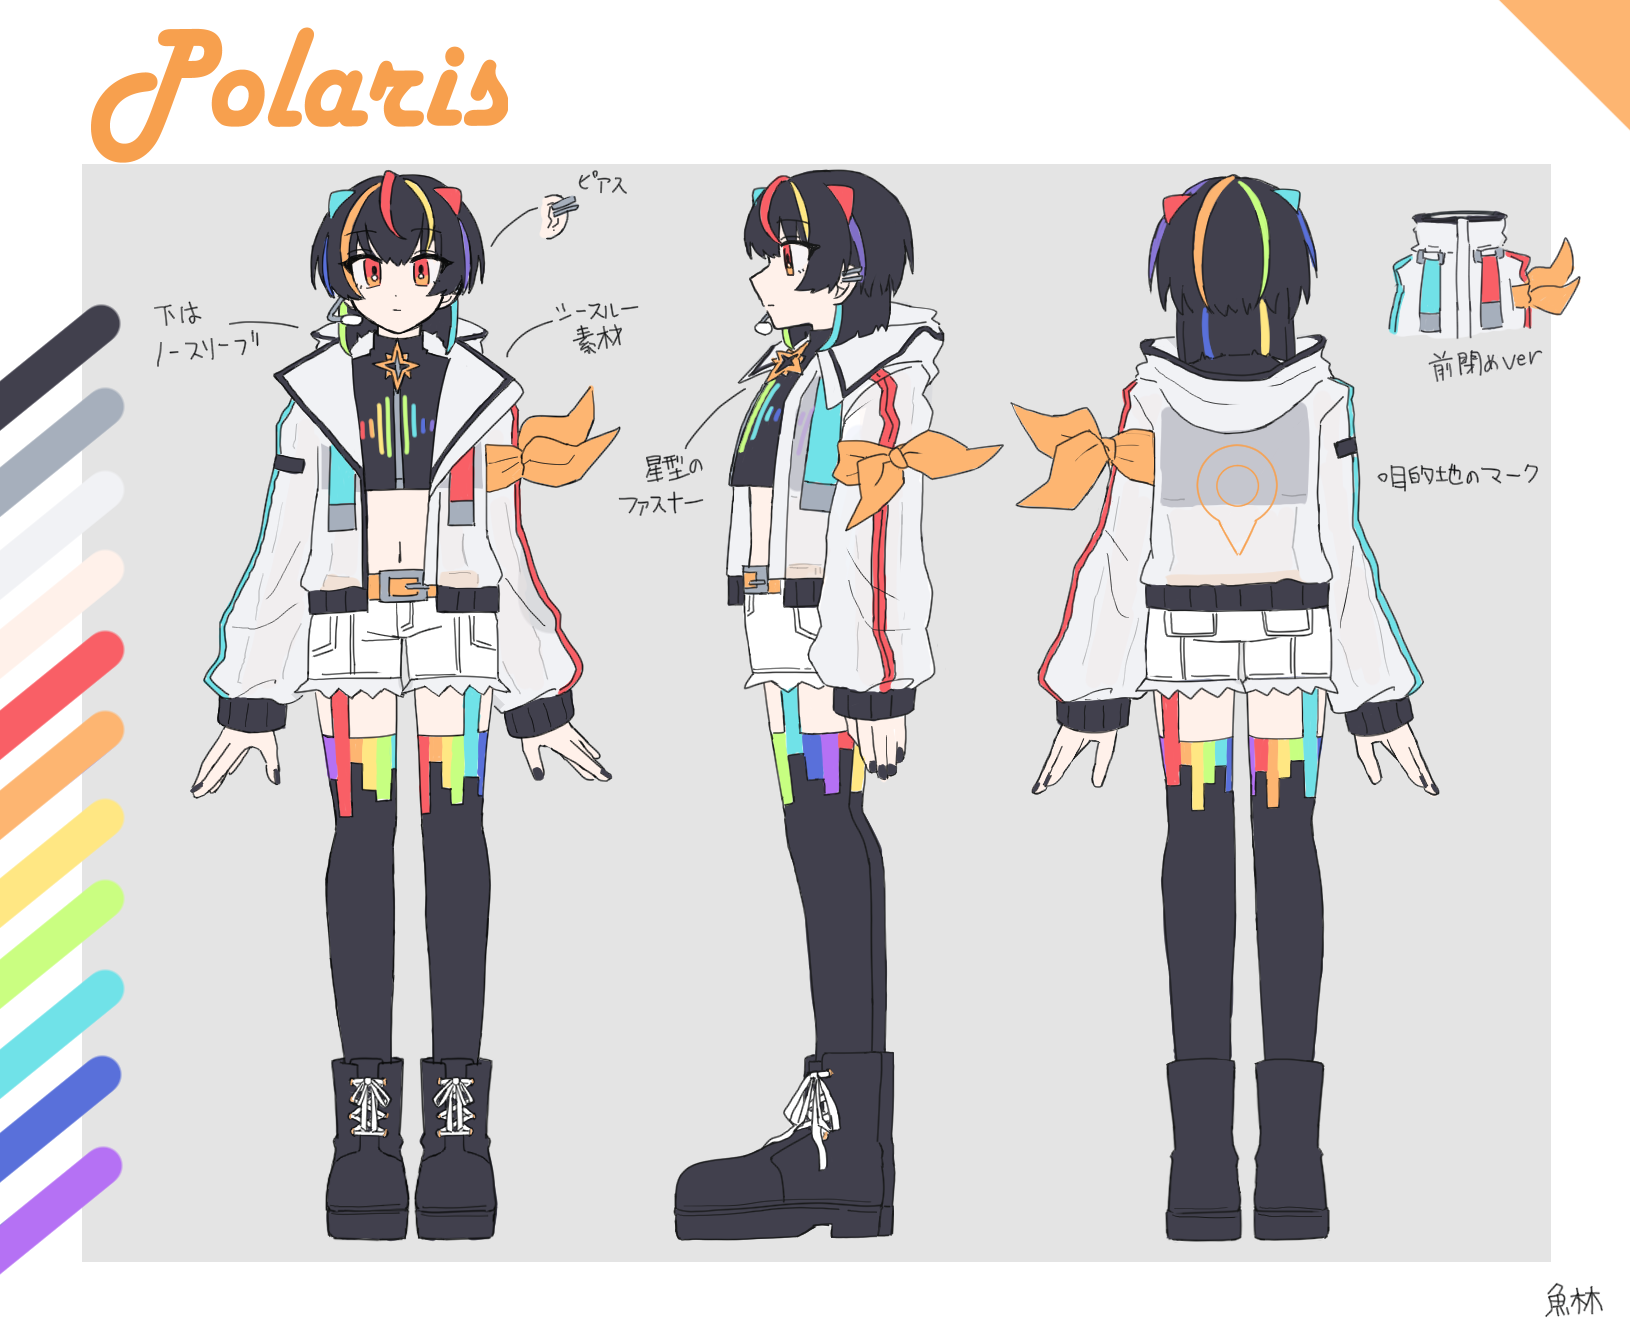 Polaris
ピアス
下は
ノースリーブ
シースルー
素材
前閉めver
星型の
ファスナー
目的地のマーク
魚林